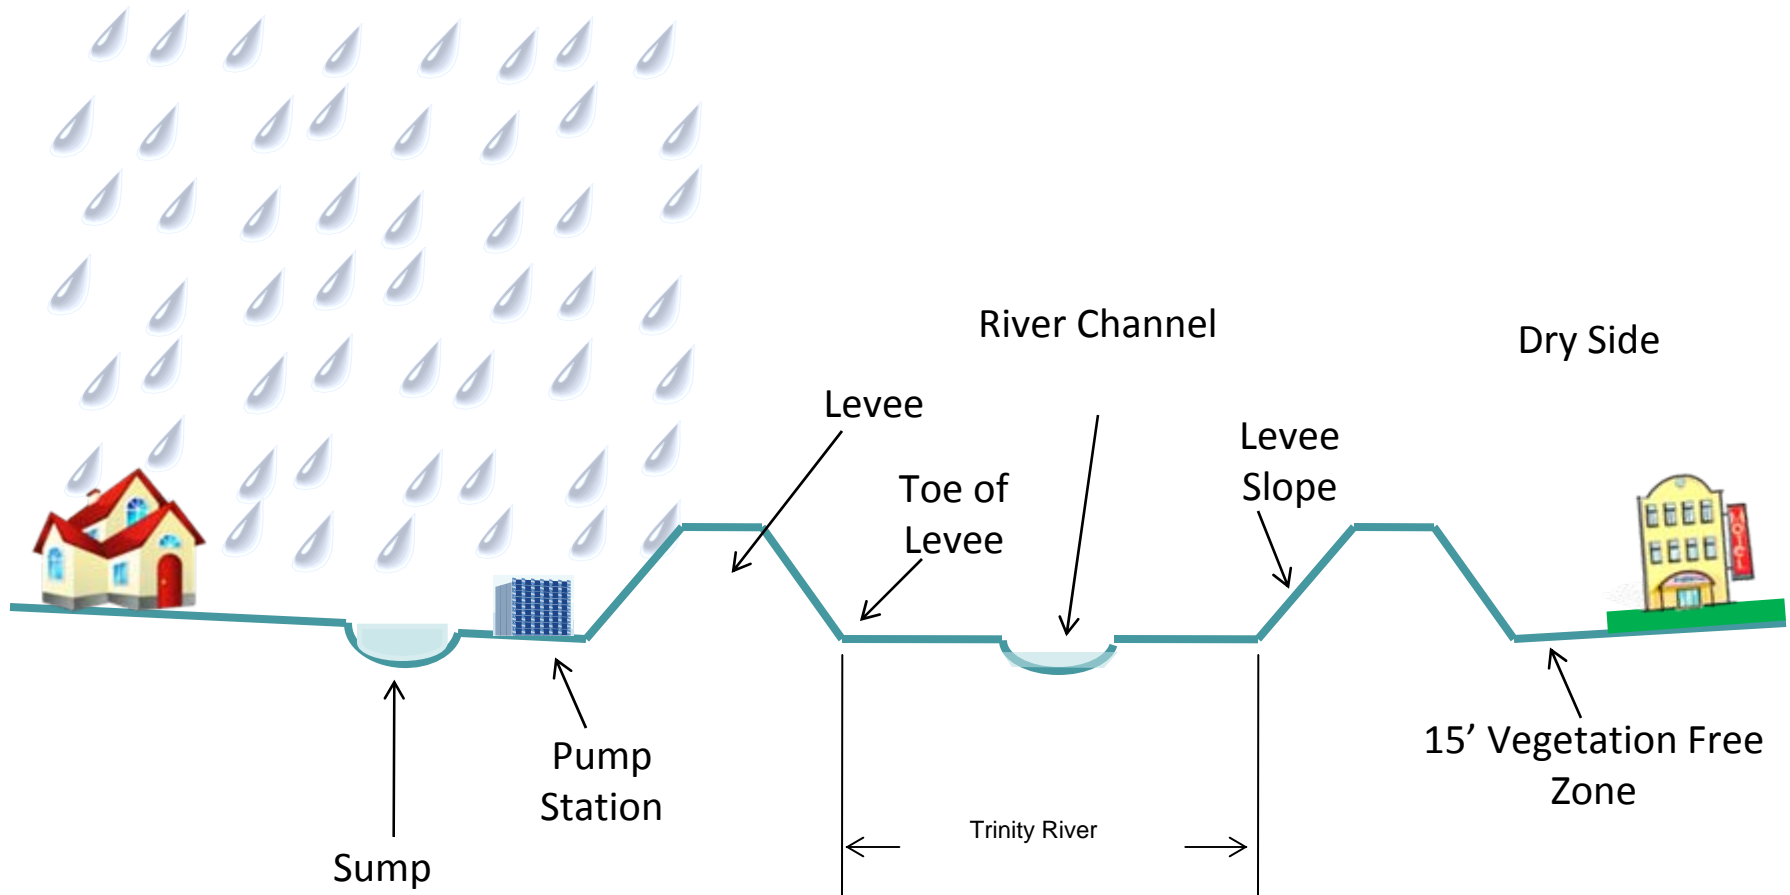 River Channel
Dry Side
Levee
Levee
Slope
Toe of
Levee
HOTEL
Pump
Station
15’ Vegetation Free
Zone
Trinity River
Sump